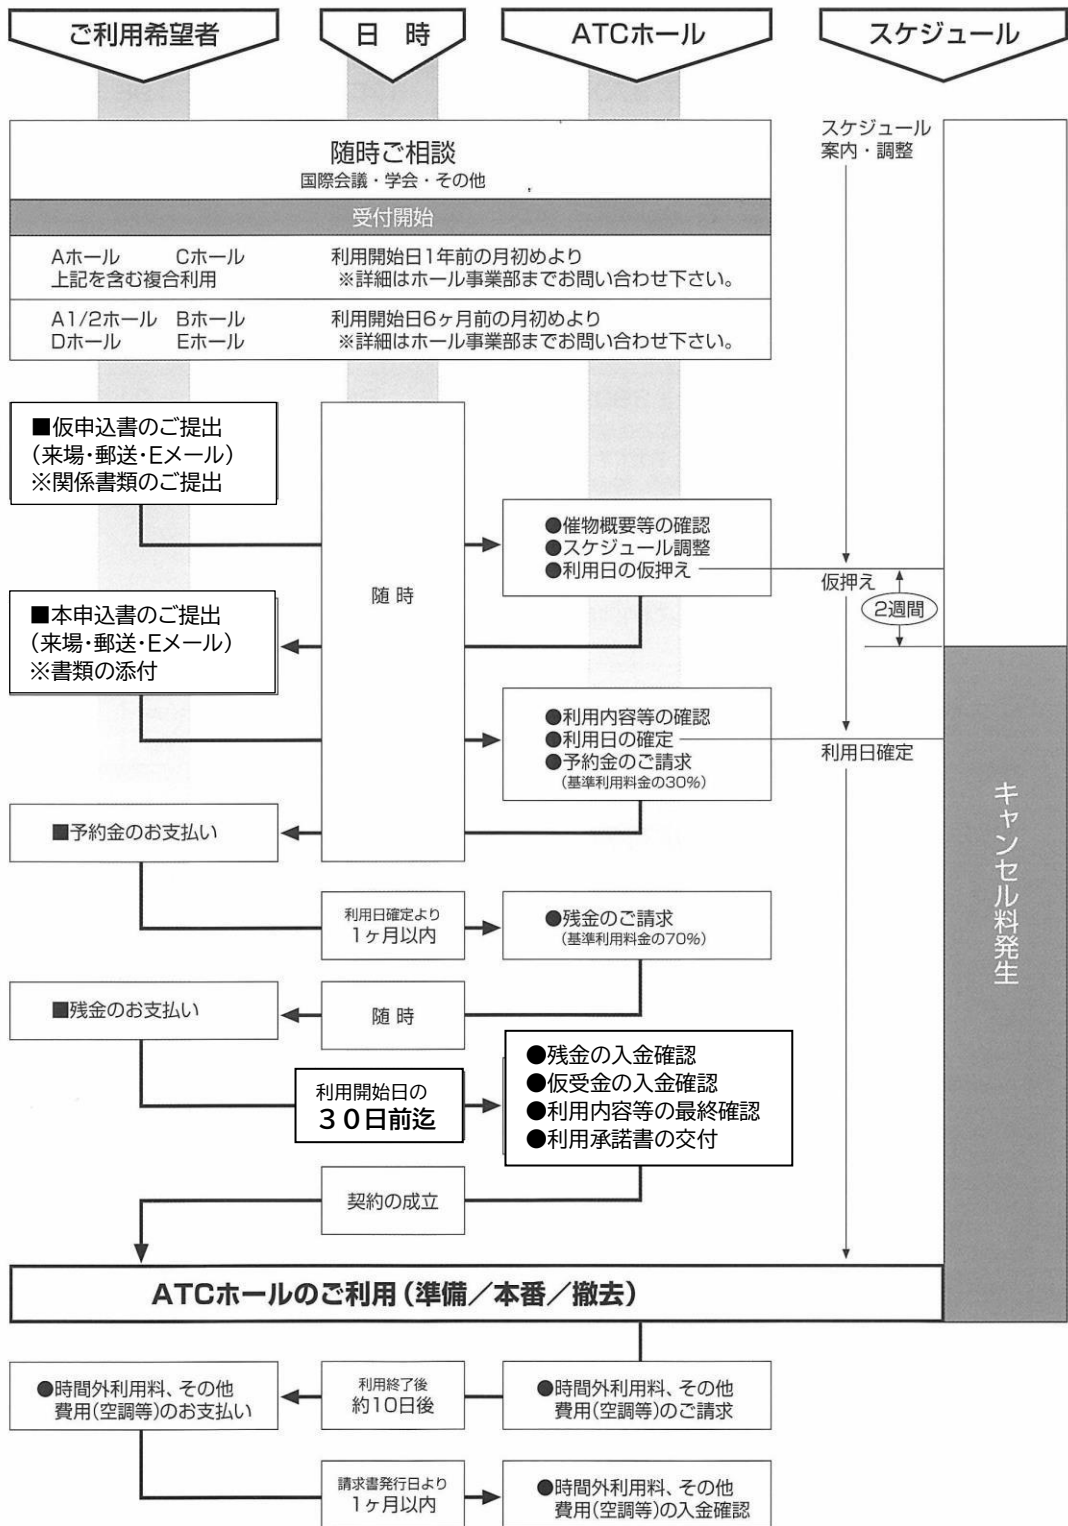 ご利用希望者
日 時
ATCホール
スケジュール
随時ご相談
国際会議・学会・その他
スケジュール
案内・調整
受付開始
Aホール Cホール 利用開始日1年前の月初めより
上記を含む複合利用 ※詳細はホール事業部までお問い合わせ下さい。
A1/2ホール Bホール 利用開始日6ヶ月前の月初めより
Dホール Eホール ※詳細はホール事業部までお問い合わせ下さい。
■仮申込書のご提出
(来場・郵送・Eメール)
※関係書類のご提出
●催物概要等の確認
●スケジュール調整
●利用日の仮押え
仮押え
2週間
随 時
■本申込書のご提出
(来場・郵送・Eメール)
※書類の添付
●利用内容等の確認
●利用日の確定
●予約金のご請求
(基準利用料金の30%)
利用日確定
キャンセル料発生
■予約金のお支払い
利用日確定より
1ヶ月以内
●残金のご請求
(基準利用料金の70%)
■残金のお支払い
随 時
利用開始日の
30日前迄
●残金の入金確認
●仮受金の入金確認
●利用内容等の最終確認
●利用承諾書の交付
契約の成立
ATCホールのご利用(準備/本番/撤去)
●時間外利用料、その他
費用(空調等)のお支払い
利用終了後
約10日後
●時間外利用料、その他
費用(空調等)のご請求
請求書発行日より
1ヶ月以内
●時間外利用料、その他
費用(空調等)の入金確認